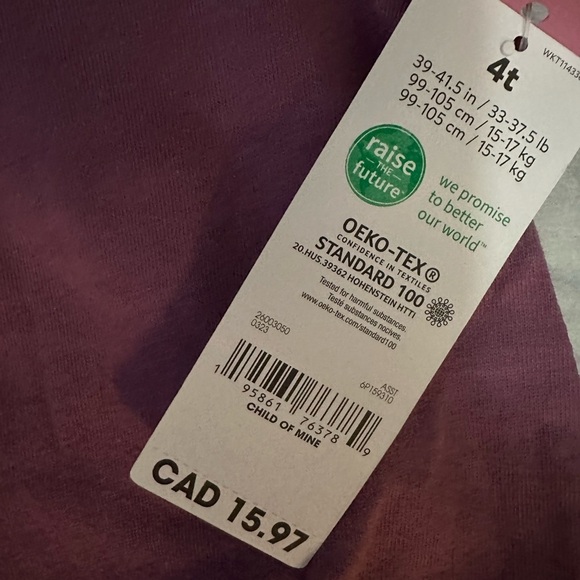 WKT11433
4t
39-41.5 in / 33-37.5 lb
99-105 cm / 15-17 kg
99-105 cm / 15-17 kg
raise
THE
future™
we promise
to better
our world™
OEKO-TEX®
CONFIDENCE IN TEXTILES
STANDARD 100
20.HUS.39362 HOHENSTEIN HTTI
Tested for harmful substances.
Testé substances nocives.
www.oeko-tex.com/standard100
26003050
0323
ASST
6P159310
1 95861 76378 9
CHILD OF MINE
CAD 15.97